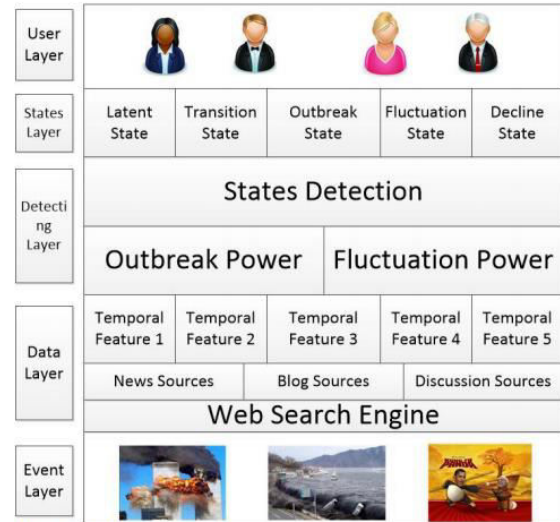 User
Layer
States
Layer
Latent
State
Transition
State
Outbreak
State
Fluctuation
State
Decline
State
Detecti
ng
Layer
States Detection
Outbreak Power
Fluctuation Power
Data
Layer
Temporal
Feature 1
Temporal
Feature 2
Temporal
Feature 3
Temporal
Feature 4
Temporal
Feature 5
News Sources
Blog Sources
Discussion Sources
Web Search Engine
Event
Layer